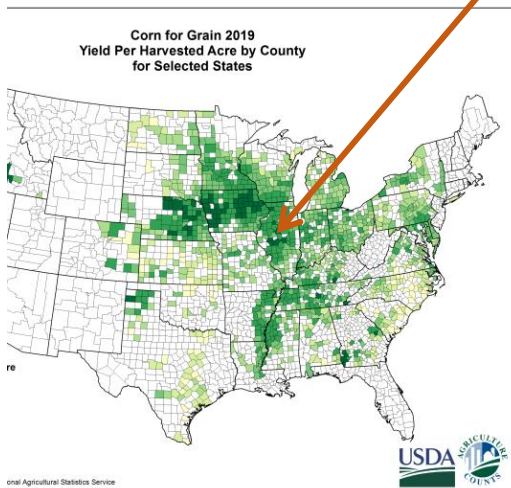 Corn for Grain 2019
Yield Per Harvested Acre by County
for Selected States
re
onal Agricultural Statistics Service
USDA
AGRICULTURE
COUNTS